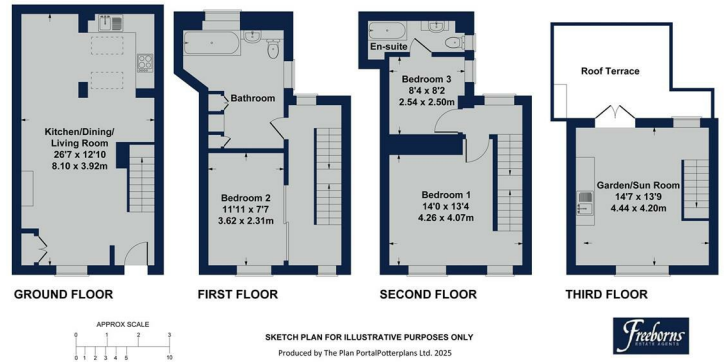 En-suite
Bedroom 3
8'4 x 8'2
2.54 x 2.50m
Roof Terrace
Bathroom
Kitchen/Dining/
Living Room
26'7 x 12'10
8.10 x 3.92m
Bedroom 2
11'11 x 7'7
3.62 x 2.31m
Bedroom 1
14'0 x 13'4
4.26 x 4.07m
Garden/Sun Room
14'7 x 13'9
4.44 x 4.20m
GROUND FLOOR
FIRST FLOOR
SECOND FLOOR
THIRD FLOOR
APPROX SCALE
0 1 2 3
0 1 2 3 4 5 10
SKETCH PLAN FOR ILLUSTRATIVE PURPOSES ONLY
Produced by The Plan PortalPotterplans Ltd. 2025
Freeborns
ESTATE AGENTS